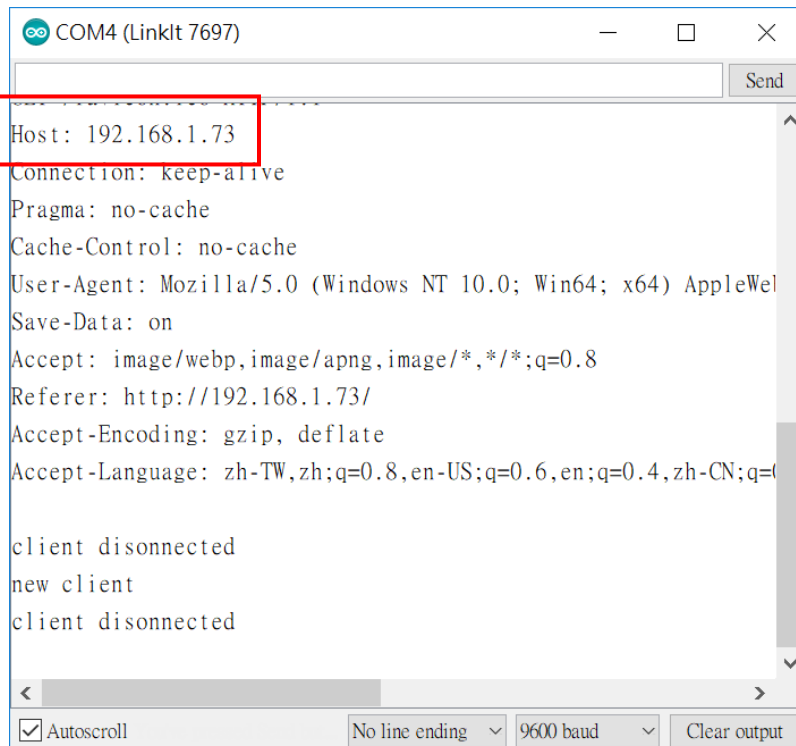 COM4 (LinkIt 7697)
Send
Host: 192.168.1.73
Connection: keep-alive
Pragma: no-cache
Cache-Control: no-cache
User-Agent: Mozilla/5.0 (Windows NT 10.0; Win64; x64) AppleWe
Save-Data: on
Accept: image/webp,image/apng,image/*,*/*;q=0.8
Referer: http://192.168.1.73/
Accept-Encoding: gzip, deflate
Accept-Language: zh-TW,zh;q=0.8,en-US;q=0.6,en;q=0.4,zh-CN;q=
client disonnected
new client
client disonnected
Autoscroll No line ending 9600 baud Clear output